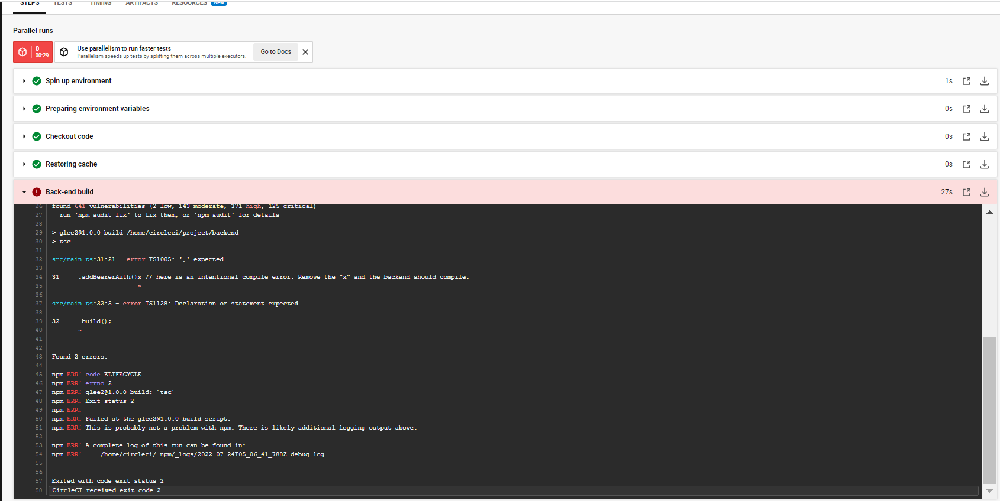 STEPS TESTS TIMING ARTIFACTS RESOURCES NEW
Parallel runs
0
00:29
Use parallelism to run faster tests
Parallelism speeds up tests by splitting them across multiple executors.
Go to Docs
Spin up environment 1s
Preparing environment variables 0s
Checkout code 0s
Restoring cache 0s
Back-end build 27s
26 found 641 vulnerabilities (2 low, 143 moderate, 371 high, 125 critical)
27 run `npm audit fix` to fix them, or `npm audit` for details
28
29 > glee2@1.0.0 build /home/circleci/project/backend
30 > tsc
31
32 src/main.ts:31:21 - error TS1005: ',' expected.
33
34 31 .addBearerAuth()x // here is an intentional compile error. Remove the "x" and the backend should compile.
35 ~
36
37 src/main.ts:32:5 - error TS1128: Declaration or statement expected.
38
39 32 .build();
40 ~
41
42
43 Found 2 errors.
44
45 npm ERR! code ELIFECYCLE
46 npm ERR! errno 2
47 npm ERR! glee2@1.0.0 build: `tsc`
48 npm ERR! Exit status 2
49 npm ERR!
50 npm ERR! Failed at the glee2@1.0.0 build script.
51 npm ERR! This is probably not a problem with npm. There is likely additional logging output above.
52
53 npm ERR! A complete log of this run can be found in:
54 npm ERR! /home/circleci/.npm/_logs/2022-07-24T05_06_41_788Z-debug.log
55
56
57 Exited with code exit status 2
58 CircleCI received exit code 2